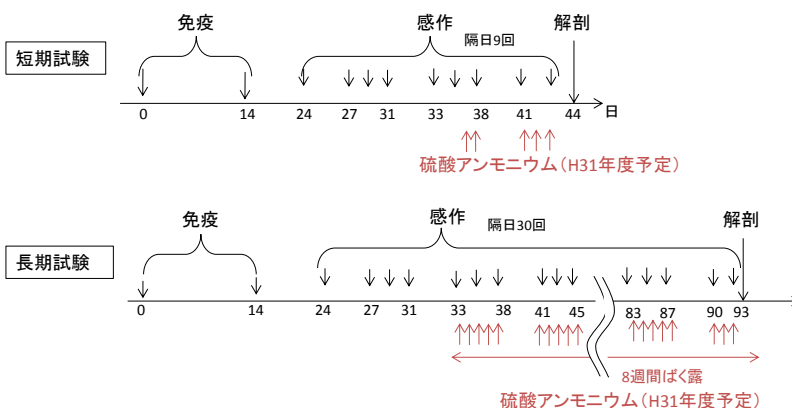 免疫
感作
隔日9回
解剖
短期試験
0 14 24 27 31 33 38 41 44 日
硫酸アンモニウム(H31年度予定)
免疫
感作
隔日30回
解剖
長期試験
0 14 24 27 31 33 38 41 45 83 87 90 93
8週間ばく露
硫酸アンモニウム(H31年度予定)